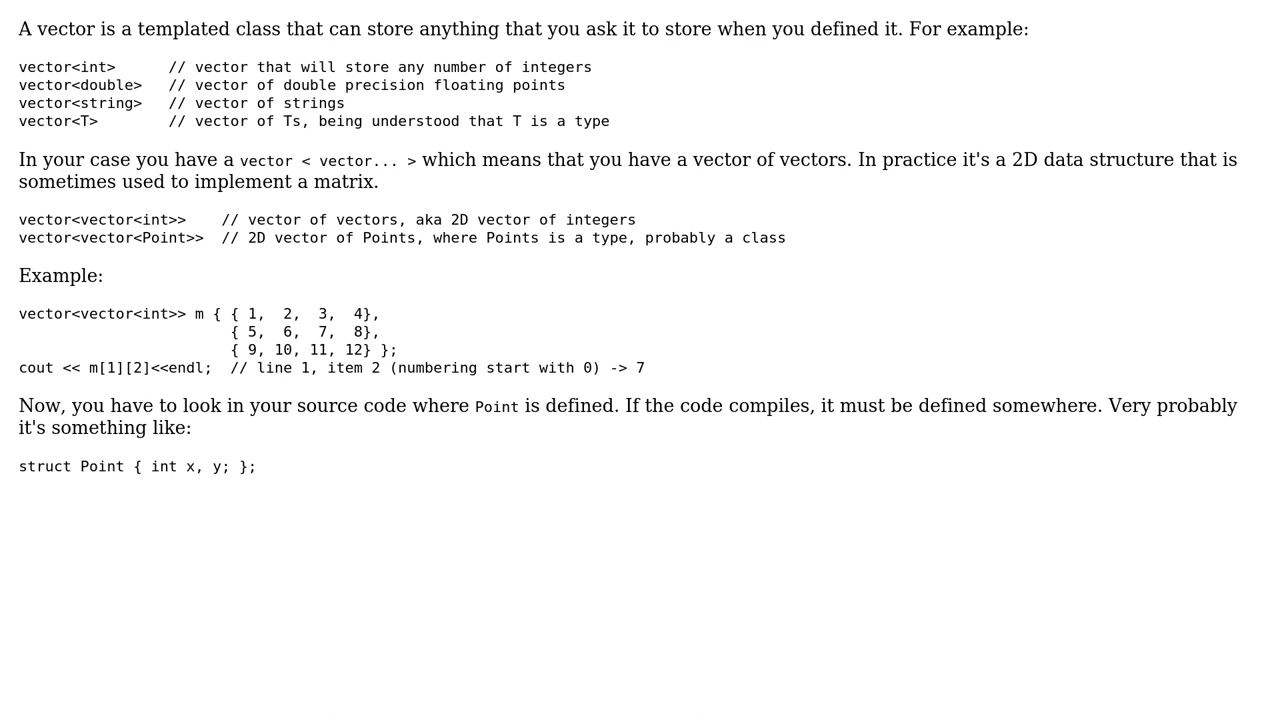 A vector is a templated class that can store anything that you ask it to store when you defined it. For example:
vector<int>      // vector that will store any number of integers
vector<double>   // vector of double precision floating points
vector<string>   // vector of strings
vector<T>        // vector of Ts, being understood that T is a type
In your case you have a vector < vector... > which means that you have a vector of vectors. In practice it's a 2D data structure that is
sometimes used to implement a matrix.
vector<vector<int>>    // vector of vectors, aka 2D vector of integers
vector<vector<Point>>  // 2D vector of Points, where Points is a type, probably a class
Example:
vector<vector<int>> m { { 1,  2,  3,  4},
                        { 5,  6,  7,  8},
                        { 9, 10, 11, 12} };
cout << m[1][2]<<endl;  // line 1, item 2 (numbering start with 0) -> 7
Now, you have to look in your source code where Point is defined. If the code compiles, it must be defined somewhere. Very probably
it's something like:
struct Point { int x, y; };